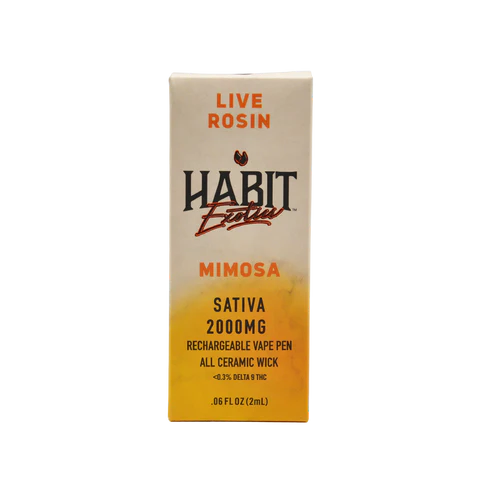 LIVE
ROSIN
HABIT™
Exotics
MIMOSA
SATIVA
2000MG
RECHARGEABLE VAPE PEN
ALL CERAMIC WICK
<0.3% DELTA 9 THC
.06 FL OZ (2mL)